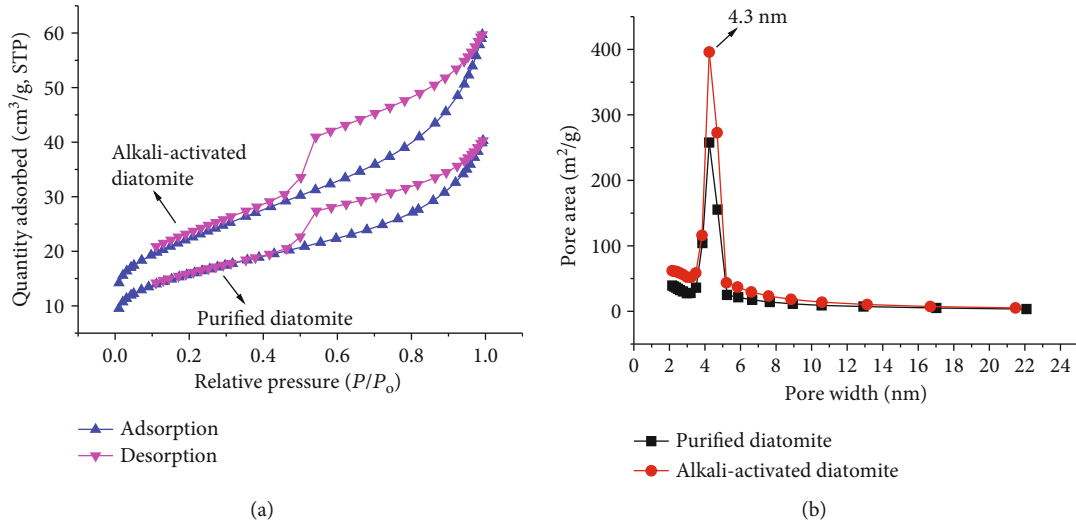 Quantity adsorbed (cm³/g, STP)
60
50
40
30
20
10
Alkali-activated
diatomite
Purified diatomite
0.0 0.2 0.4 0.6 0.8 1.0
Relative pressure (P/Po)
Adsorption
Desorption
(a)
Pore area (m²/g)
400
300
200
100
0
4.3 nm
0 2 4 6 8 10 12 14 16 18 20 22 24
Pore width (nm)
Purified diatomite
Alkali-activated diatomite
(b)